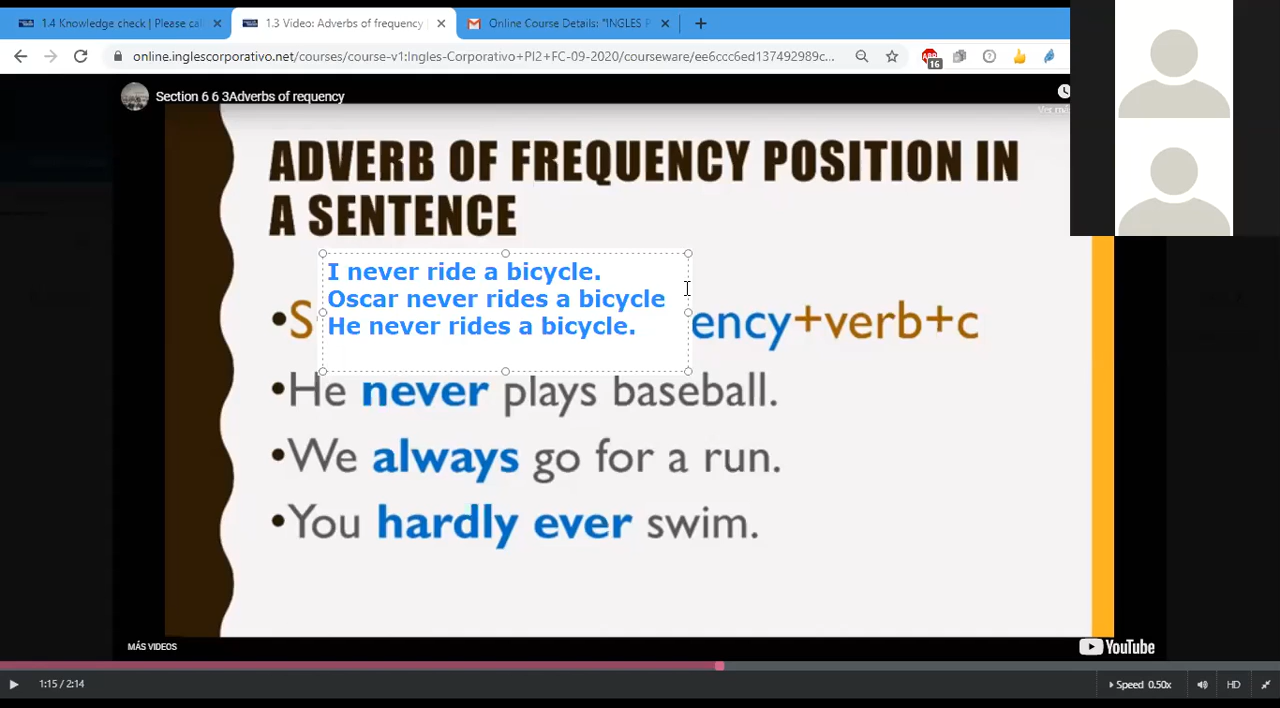 1.4 Knowledge check | Please cal
1.3 Video: Adverbs of frequency |
Online Course Details: "INGLES P
online.inglescorporativo.net/courses/course-v1:Ingles-Corporativo+PI2+FC-09-2020/courseware/ee6ccc6ed137492989c...
16
Section 6 6 3Adverbs of requency
Ver más
ADVERB OF FREQUENCY POSITION IN
A SENTENCE
I never ride a bicycle.
Oscar never rides a bicycle
He never rides a bicycle.
•S ency+verb+c
•He never plays baseball.
•We always go for a run.
•You hardly ever swim.
MÁS VIDEOS
YouTube
1:15 / 2:14
Speed 0.50x
HD